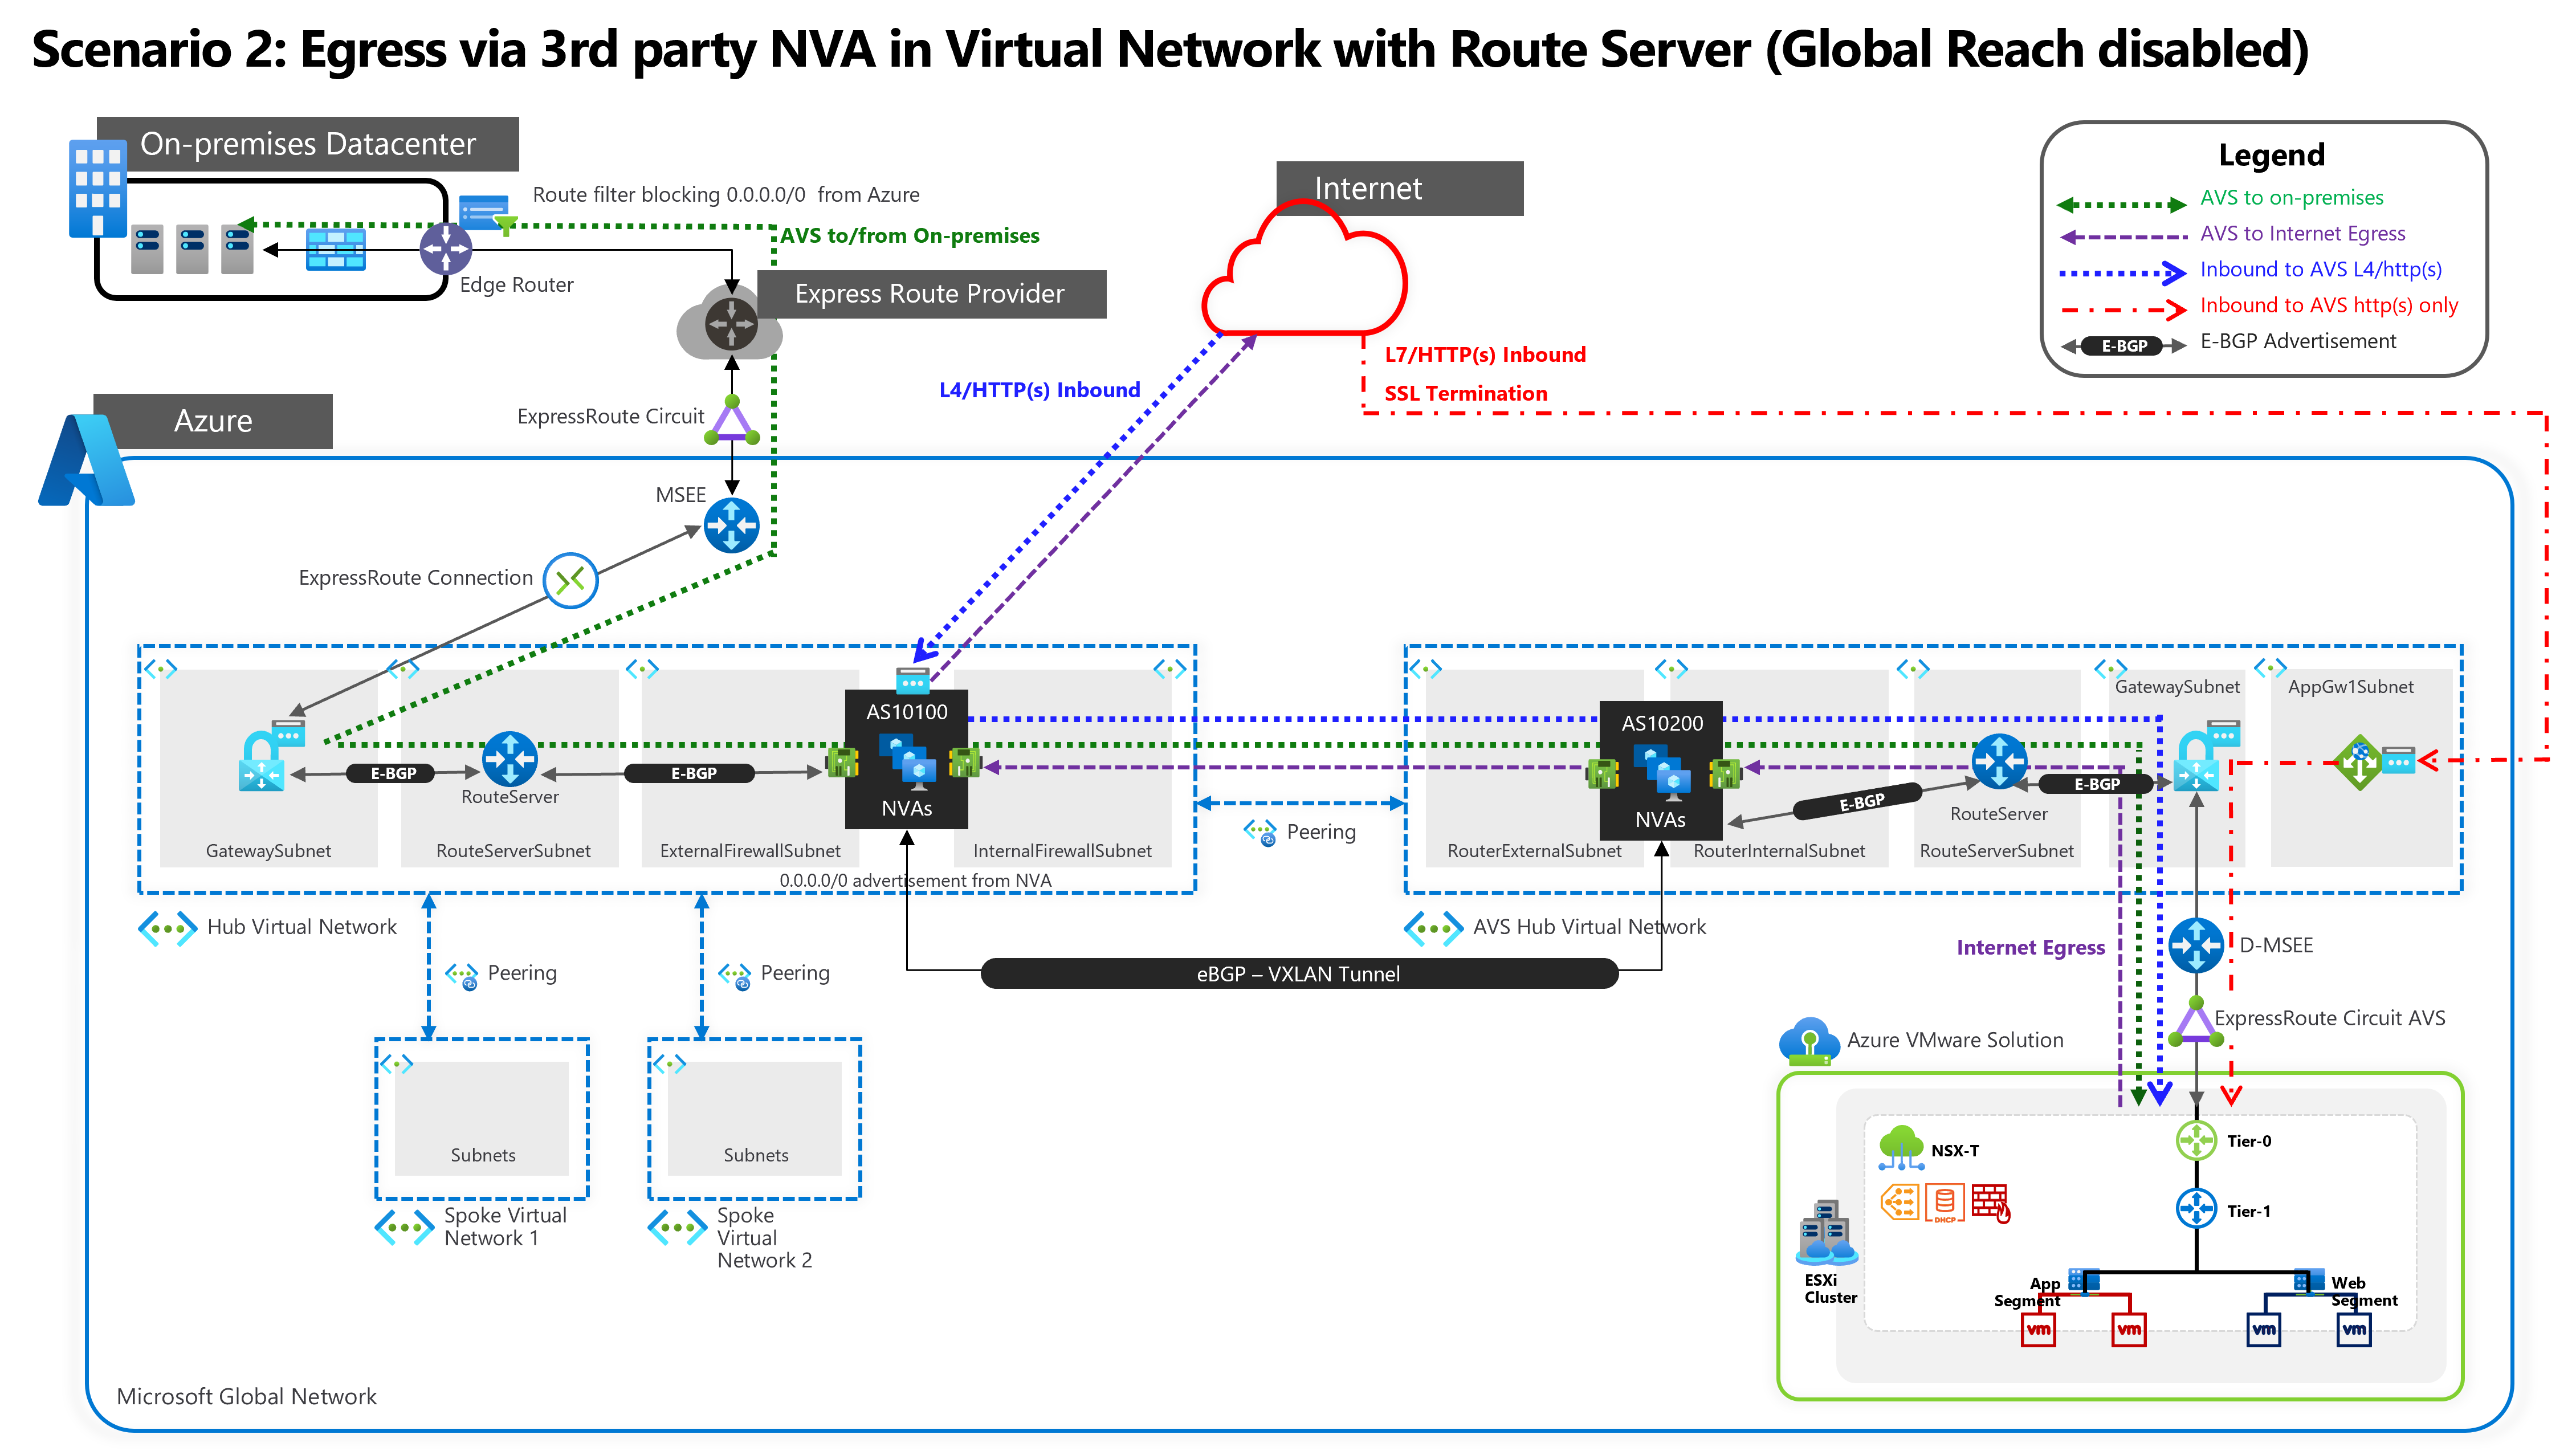 Scenario 2: Egress via 3rd party NVA in Virtual Network with Route Server (Global Reach disabled)
On-premises Datacenter
Route filter blocking 0.0.0.0/0  from Azure
AVS to/from On-premises
Edge Router
Express Route Provider
Internet
Legend
AVS to on-premises
AVS to Internet Egress
Inbound to AVS L4/http(s)
Inbound to AVS http(s) only
E-BGP
E-BGP Advertisement
L7/HTTP(s) Inbound
SSL Termination
L4/HTTP(s) Inbound
ExpressRoute Circuit
Azure
MSEE
ExpressRoute Connection
AS10100
NVAs
E-BGP
RouteServer
E-BGP
GatewaySubnet
RouteServerSubnet
ExternalFirewallSubnet
InternalFirewallSubnet
0.0.0.0/0 advertisement from NVA
Peering
AS10200
NVAs
GatewaySubnet
AppGw1Subnet
E-BGP
E-BGP
RouteServer
RouterExternalSubnet
RouterInternalSubnet
RouteServerSubnet
Hub Virtual Network
AVS Hub Virtual Network
Peering
Peering
eBGP – VXLAN Tunnel
Internet Egress
D-MSEE
ExpressRoute Circuit AVS
Azure VMware Solution
Subnets
Subnets
Spoke Virtual
Network 1
Spoke
Virtual
Network 2
NSX-T
DHCP
Tier-0
Tier-1
ESXi
Cluster
App
Segment
Web
Segment
vm
vm
vm
vm
Microsoft Global Network